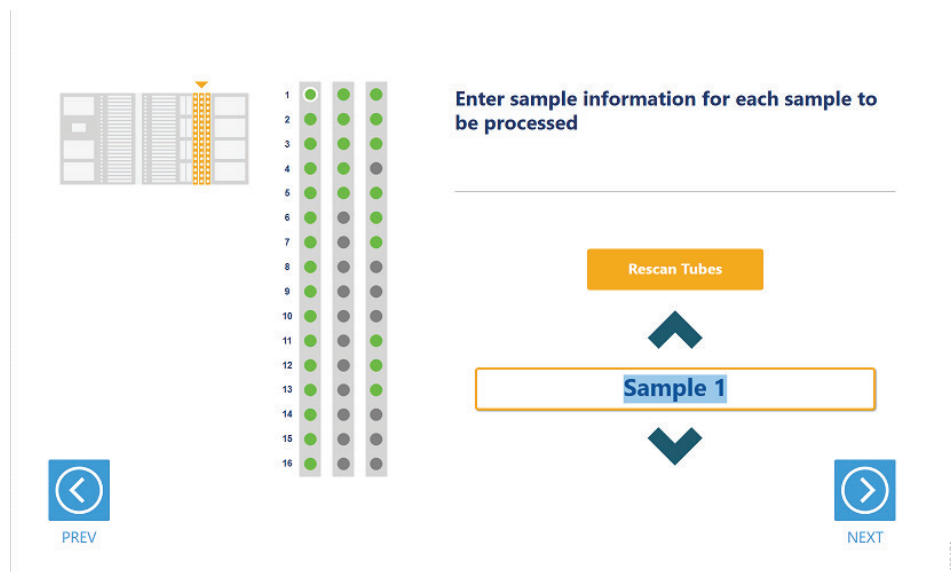 Enter sample information for each sample to
be processed
1
2
3
4
5
6
7
8
9
10
11
12
13
14
15
16
Rescan Tubes
Sample 1
PREV
NEXT